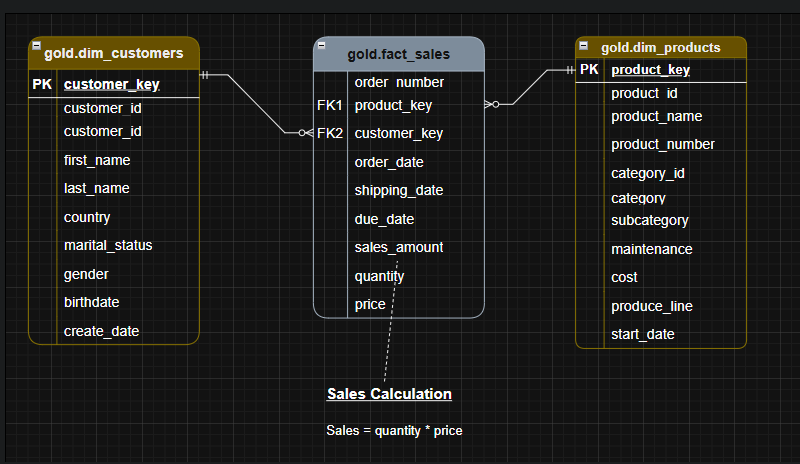 gold.dim_customers
PK customer_key
customer_id
customer_id
first_name
last_name
country
marital_status
gender
birthdate
create_date
gold.fact_sales
order_number
FK1 product_key
FK2 customer_key
order_date
shipping_date
due_date
sales_amount
quantity
price
gold.dim_products
PK product_key
product_id
product_name
product_number
category_id
category
subcategory
maintenance
cost
produce_line
start_date
Sales Calculation
Sales = quantity * price